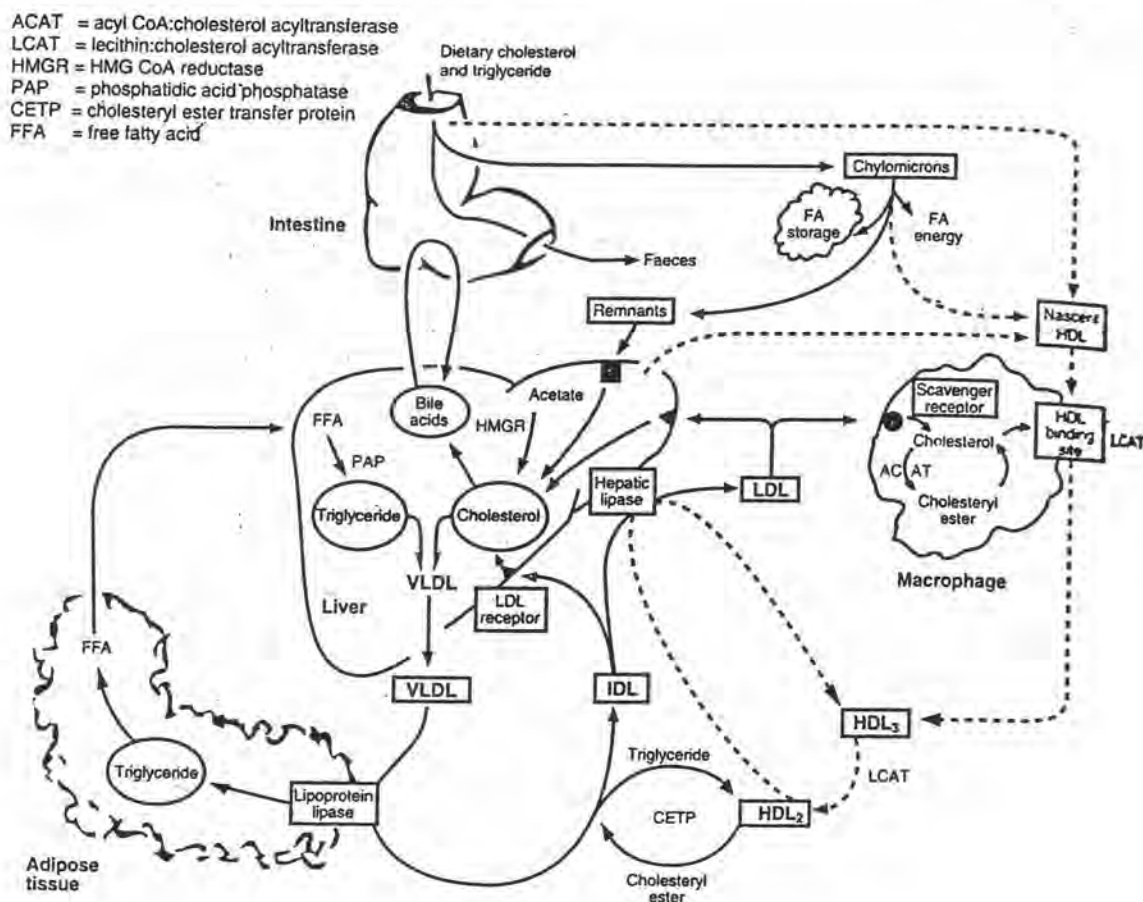 ACAT = acyl CoA:cholesterol acyltransferase
LCAT = lecithin:cholesterol acyltransferase
HMGR = HMG CoA reductase
PAP = phosphatidic acid phosphatase
CETP = cholesteryl ester transfer protein
FFA = free fatty acid
Dietary cholesterol
and triglyceride
Chylomicrons
Intestine
FA
storage
FA
energy
Faeces
Remnants
Nascent
HDL
Bile
acids
Acetate
HMGR
FFA
PAP
Scavenger
receptor
Cholesterol
HDL
binding
site
LCAT
AC AT
Cholesteryl
ester
Macrophage
Triglyceride
Cholesterol
Hepatic
lipase
LDL
VLDL
Liver
LDL
receptor
FFA
VLDL
IDL
HDL3
Triglyceride
LCAT
Triglyceride
Lipoprotein
lipase
CETP
HDL2
Cholesteryl
ester
Adipose
tissue